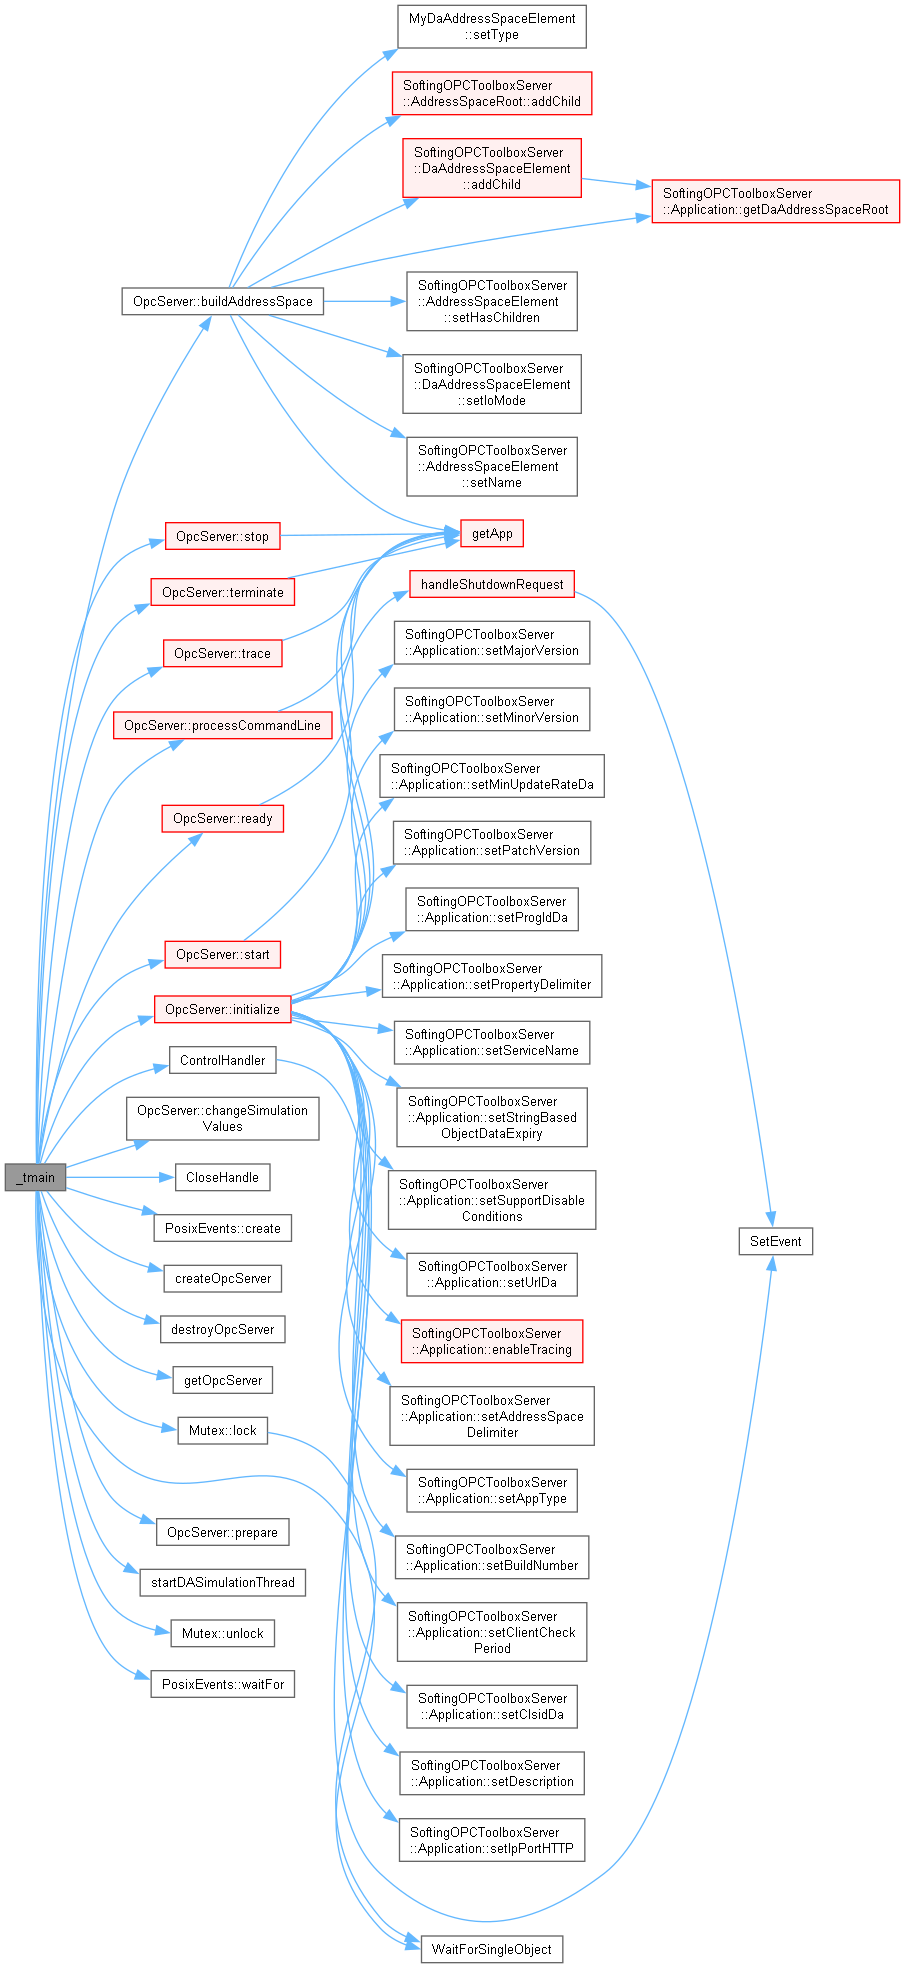 MyDaAddressSpaceElement
::setType
SoftingOPCToolboxServer
::AddressSpaceRoot::addChild
SoftingOPCToolboxServer
::DaAddressSpaceElement
::addChild
SoftingOPCToolboxServer
::Application::getDaAddressSpaceRoot
OpcServer::buildAddressSpace
SoftingOPCToolboxServer
::AddressSpaceElement
::setHasChildren
SoftingOPCToolboxServer
::DaAddressSpaceElement
::setIoMode
SoftingOPCToolboxServer
::AddressSpaceElement
::setName
OpcServer::stop
getApp
OpcServer::terminate
handleShutdownRequest
OpcServer::trace
SoftingOPCToolboxServer
::Application::setMajorVersion
OpcServer::processCommandLine
SoftingOPCToolboxServer
::Application::setMinorVersion
SoftingOPCToolboxServer
::Application::setMinUpdateRateDa
OpcServer::ready
SoftingOPCToolboxServer
::Application::setPatchVersion
SoftingOPCToolboxServer
::Application::setProgIdDa
OpcServer::start
SoftingOPCToolboxServer
::Application::setPropertyDelimiter
OpcServer::initialize
SoftingOPCToolboxServer
::Application::setServiceName
ControlHandler
SoftingOPCToolboxServer
::Application::setStringBased
ObjectDataExpiry
OpcServer::changeSimulation
Values
_tmain
CloseHandle
SoftingOPCToolboxServer
::Application::setSupportDisable
Conditions
PosixEvents::create
SetEvent
createOpcServer
SoftingOPCToolboxServer
::Application::setUrlDa
destroyOpcServer
SoftingOPCToolboxServer
::Application::enableTracing
getOpcServer
SoftingOPCToolboxServer
::Application::setAddressSpace
Delimiter
Mutex::lock
SoftingOPCToolboxServer
::Application::setAppType
OpcServer::prepare
SoftingOPCToolboxServer
::Application::setBuildNumber
startDASimulationThread
SoftingOPCToolboxServer
::Application::setClientCheck
Period
Mutex::unlock
PosixEvents::waitFor
SoftingOPCToolboxServer
::Application::setClsidDa
SoftingOPCToolboxServer
::Application::setDescription
SoftingOPCToolboxServer
::Application::setIpPortHTTP
WaitForSingleObject